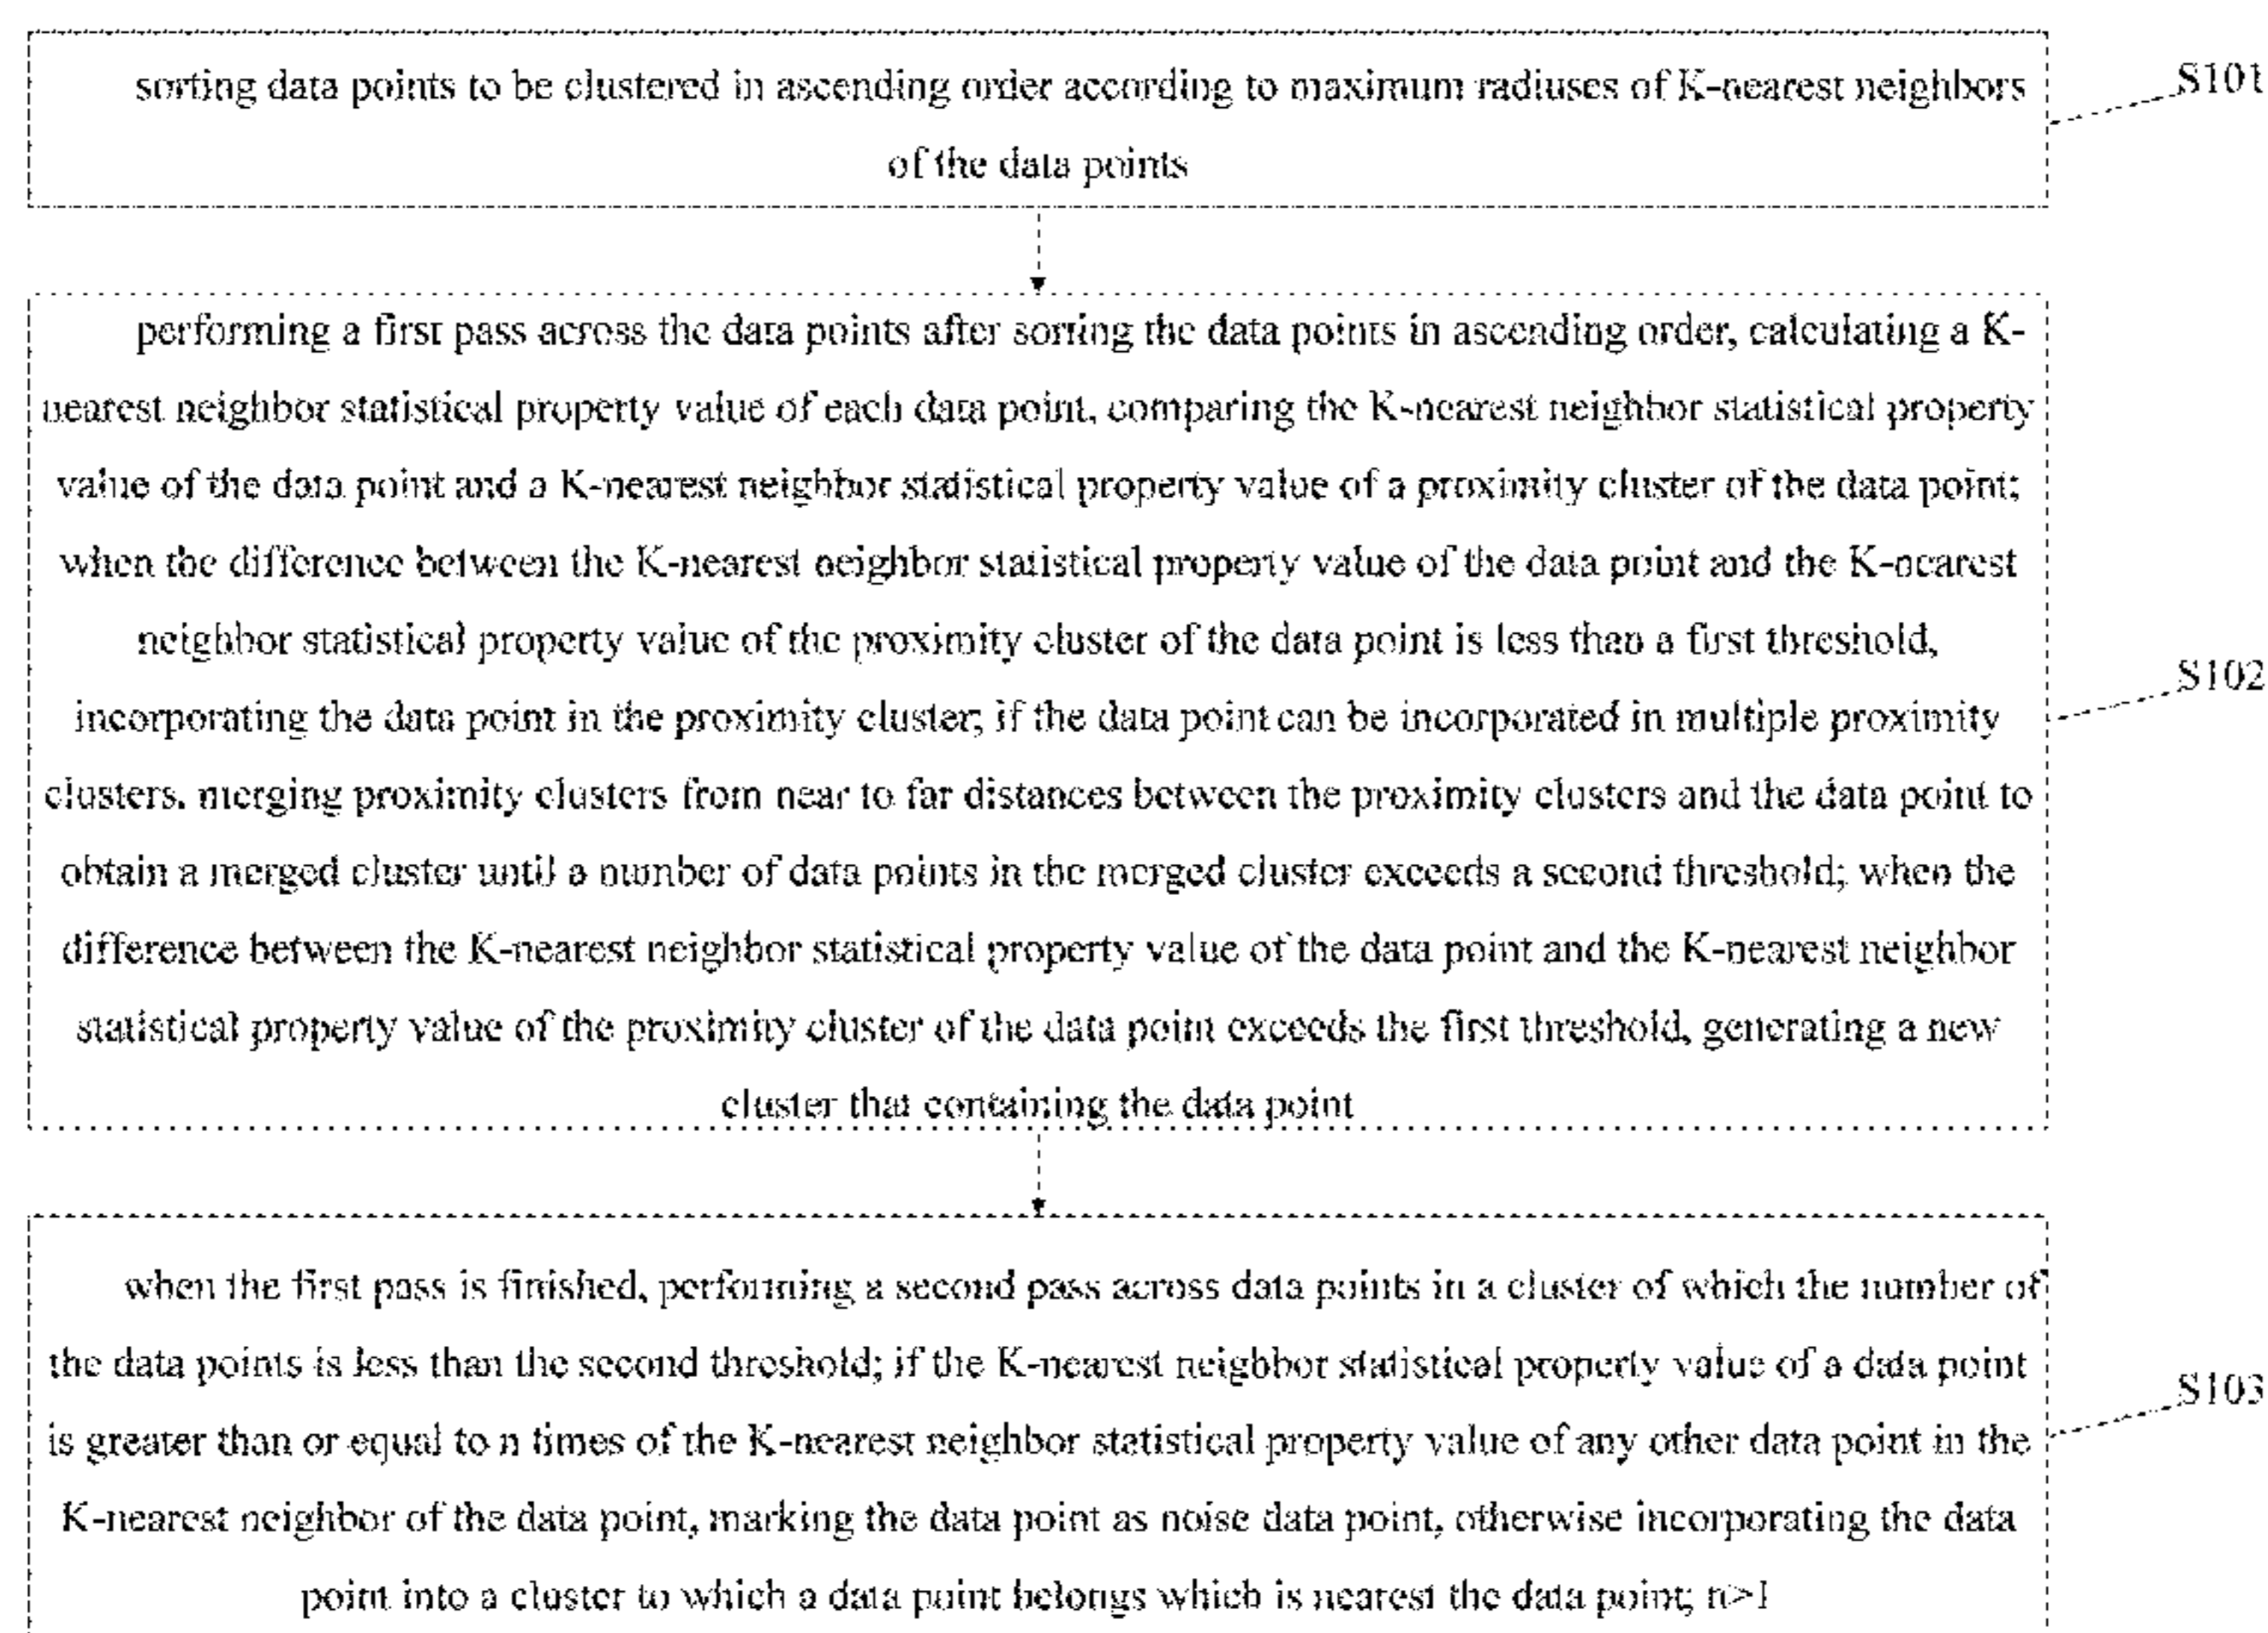 sorting data points to be clustered in ascending order according to maximum radiuses of K-nearest neighbors
of the data points
S101
performing a first pass across the data points after sorting the data points in ascending order, calculating a K-
nearest neighbor statistical property value of each data point, comparing the K-nearest neighbor statistical property
value of the data point and a K-nearest neighbor statistical property value of a proximity cluster of the data point;
when the difference between the K-nearest neighbor statistical property value of the data point and the K-nearest
neighbor statistical property value of the proximity cluster of the data point is less than a first threshold,
incorporating the data point in the proximity cluster; if the data point can be incorporated in multiple proximity
clusters, merging proximity clusters from near to far distances between the proximity clusters and the data point to
obtain a merged cluster until a number of data points in the merged cluster exceeds a second threshold; when the
difference between the K-nearest neighbor statistical property value of the data point and the K-nearest neighbor
statistical property value of the proximity cluster of the data point exceeds the first threshold, generating a new
cluster that containing the data point
S102
when the first pass is finished, performing a second pass across data points in a cluster of which the number of
the data points is less than the second threshold; if the K-nearest neighbor statistical property value of a data point
is greater than or equal to n times of the K-nearest neighbor statistical property value of any other data point in the
K-nearest neighbor of the data point, marking the data point as noise data point, otherwise incorporating the data
point into a cluster to which a data point belongs which is nearest the data point; n>1
S103